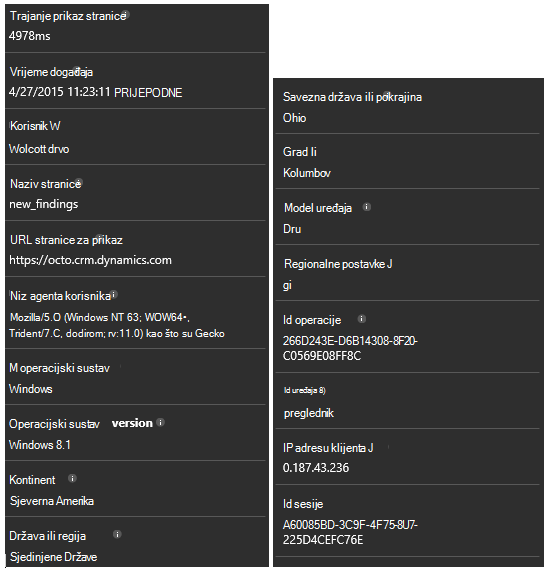 Trajanje prikaz stranice
4978ms
Vrijeme događaja
4/27/2015 11:23:11 PRIJEPODNE
Korisnik W
Wolcott drvo
Naziv stranice
new_findings
URL stranice za prikaz
https://octo.crm.dynamics.com
Niz agenta korisnika
Mozilla/5.O (Windows NT 63; WOW64•,
Trident/7.C, dodirom; rv:11.0) kao što su Gecko
M operacijski sustav
Windows
Operacijski sustav version
Windows 8.1
Kontinent
Sjeverna Amerika
Država ili regija
Sjedinjene Države
Savezna država ili pokrajina
Ohio
Grad li
Kolumbov
Model uređaja
Dru
Regionalne postavke J
gi
Id operacije
266D243E-D6B14308-8F20-
C0569E08FF8C
Id uređaja 8)
preglednik
IP adresu klijenta J
0.187.43.236
Id sesije
A60085BD-3C9F-4F75-8U7-
225D4CEFC76E